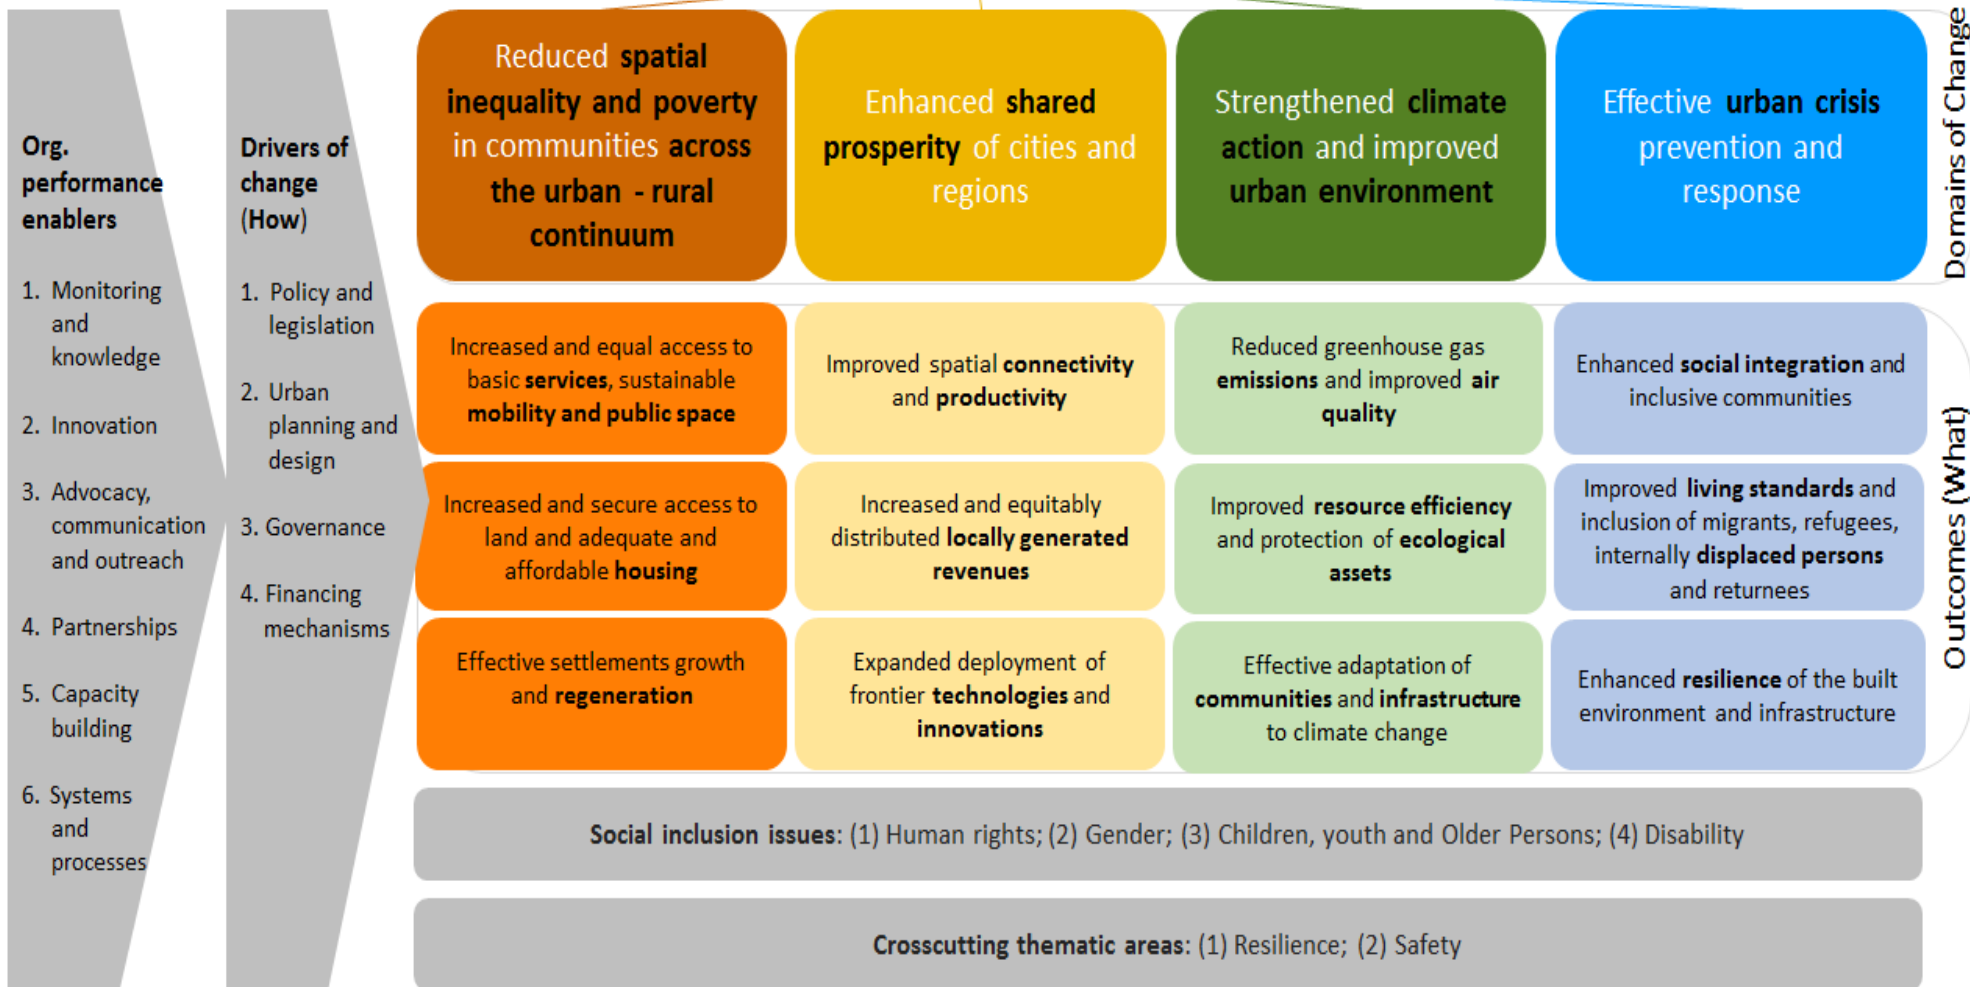 Org.
performance
enablers
1. Monitoring
and
knowledge
2. Innovation
3. Advocacy,
communication
and outreach
4. Partnerships
5. Capacity
building
6. Systems
and
processes
Drivers of
change
(How)
1. Policy and
legislation
2. Urban
planning and
design
3. Governance
4. Financing
mechanisms
Reduced spatial
inequality and poverty
in communities across
the urban - rural
continuum
Enhanced shared
prosperity of cities and
regions
Strengthened climate
action and improved
urban environment
Effective urban crisis
prevention and
response
Domains of Change
Increased and equal access to
basic services, sustainable
mobility and public space
Improved spatial connectivity
and productivity
Reduced greenhouse gas
emissions and improved air
quality
Enhanced social integration and
inclusive communities
Increased and secure access to
land and adequate and
affordable housing
Increased and equitably
distributed locally generated
revenues
Improved resource efficiency
and protection of ecological
assets
Improved living standards and
inclusion of migrants, refugees,
internally displaced persons
and returnees
Effective settlements growth
and regeneration
Expanded deployment of
frontier technologies and
innovations
Effective adaptation of
communities and infrastructure
to climate change
Enhanced resilience of the built
environment and infrastructure
Outcomes (What)
Social inclusion issues: (1) Human rights; (2) Gender; (3) Children, youth and Older Persons; (4) Disability
Crosscutting thematic areas: (1) Resilience; (2) Safety